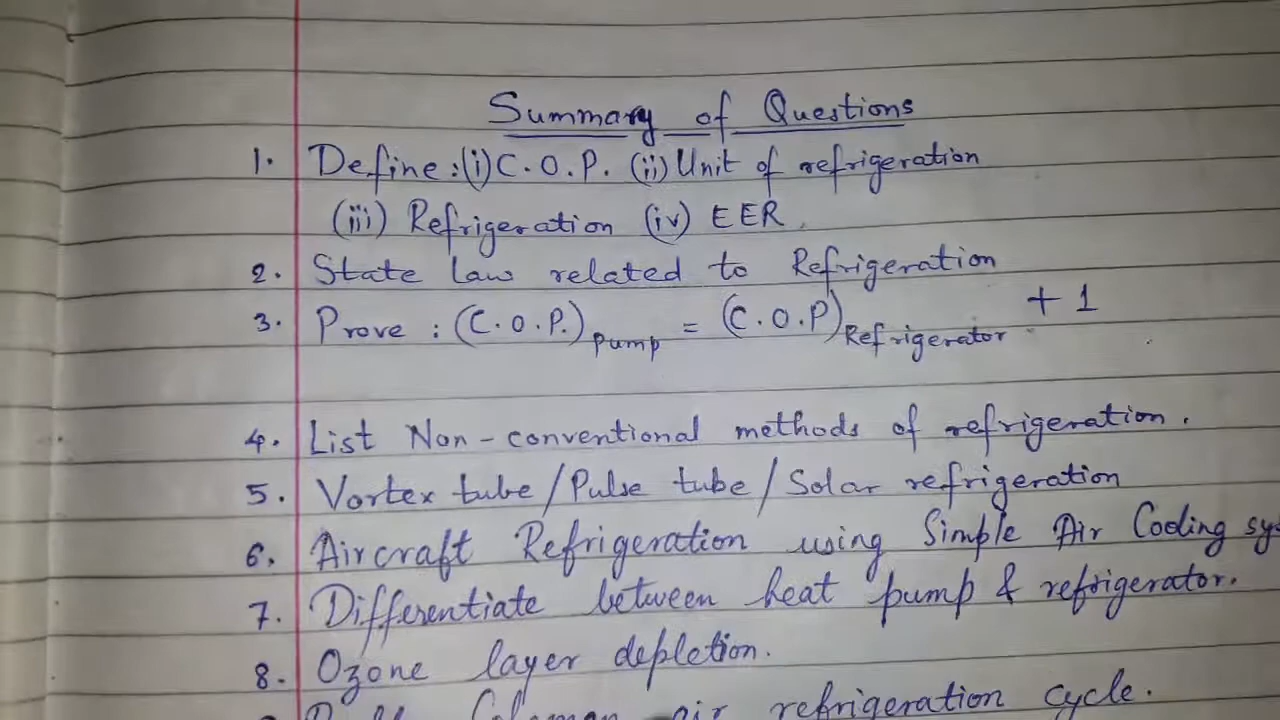 Summary of Questions
1. Define :(i) C.O.P. (ii) Unit of refrigeration
(iii) Refrigeration (iv) EER.
2. State Law related to Refrigeration
3. Prove : (C.O.P.) pump = (C.O.P) Refrigerator + 1
4. List Non-conventional methods of refrigeration.
5. Vortex tube/Pulse tube/Solar refrigeration
6. Aircraft Refrigeration using Simple Air Cooling sy
7. Differentiate between heat pump & refrigerator.
8. Ozone layer depletion.
air refrigeration cycle.